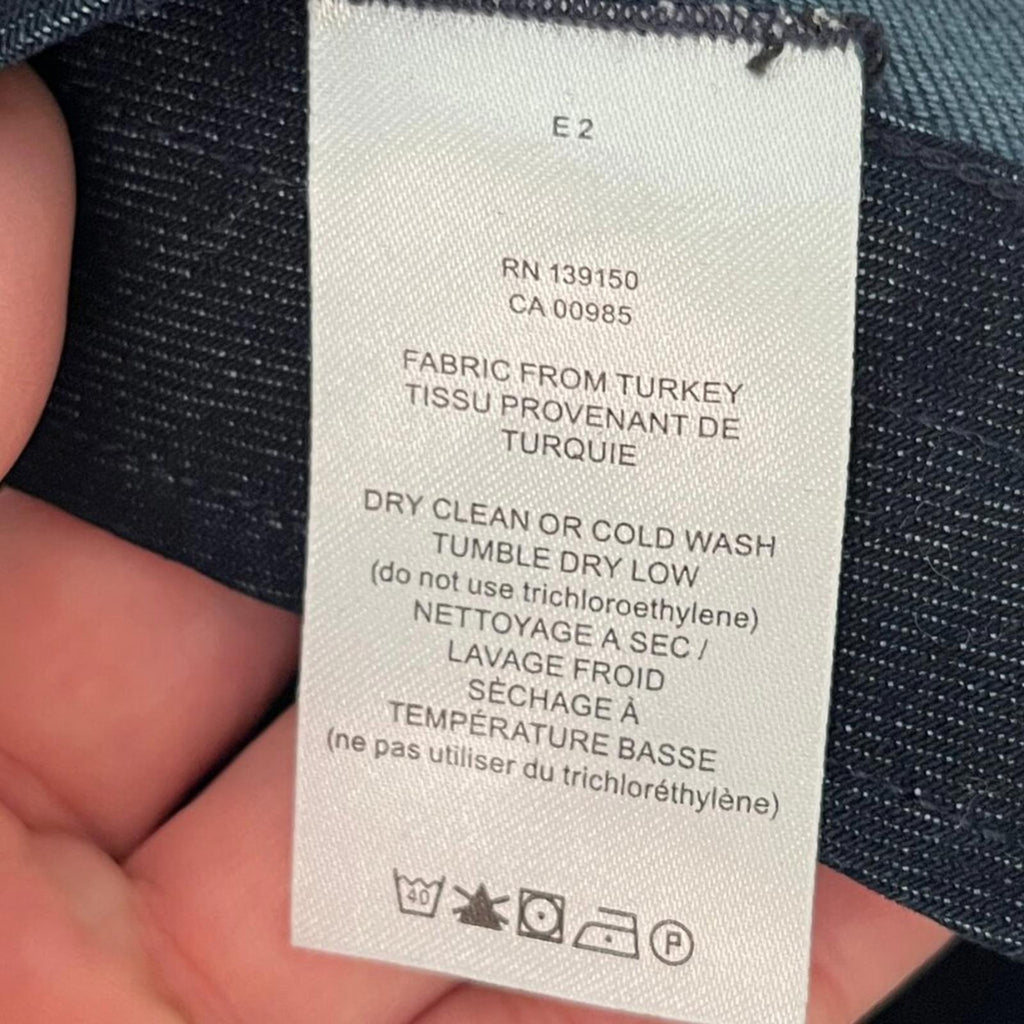 E 2
RN 139150
CA 00985
FABRIC FROM TURKEY
TISSU PROVENANT DE
TURQUIE
DRY CLEAN OR COLD WASH
TUMBLE DRY LOW
(do not use trichloroethylene)
NETTOYAGE A SEC /
LAVAGE FROID
SÉCHAGE À
TEMPÉRATURE BASSE
(ne pas utiliser du trichloréthylène)
40
P